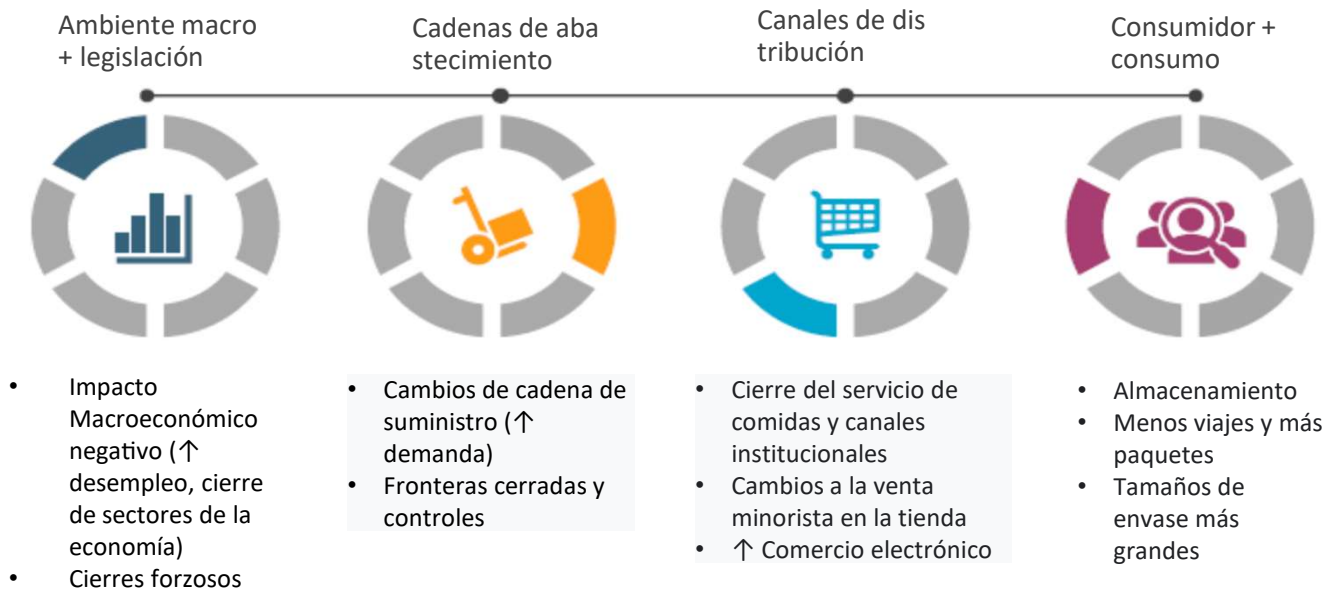 Ambiente macro
+ legislación
Cadenas de aba
stecimiento
Canales de dis
tribución
Consumidor +
consumo
• Impacto
Macroeconómico
negativo (↑
desempleo, cierre
de sectores de la
economía)
• Cierres forzosos
• Cambios de cadena de
suministro (↑
demanda)
• Fronteras cerradas y
controles
• Cierre del servicio de
comidas y canales
institucionales
• Cambios a la venta
minorista en la tienda
• ↑ Comercio electrónico
• Almacenamiento
• Menos viajes y más
paquetes
• Tamaños de
envase más
grandes